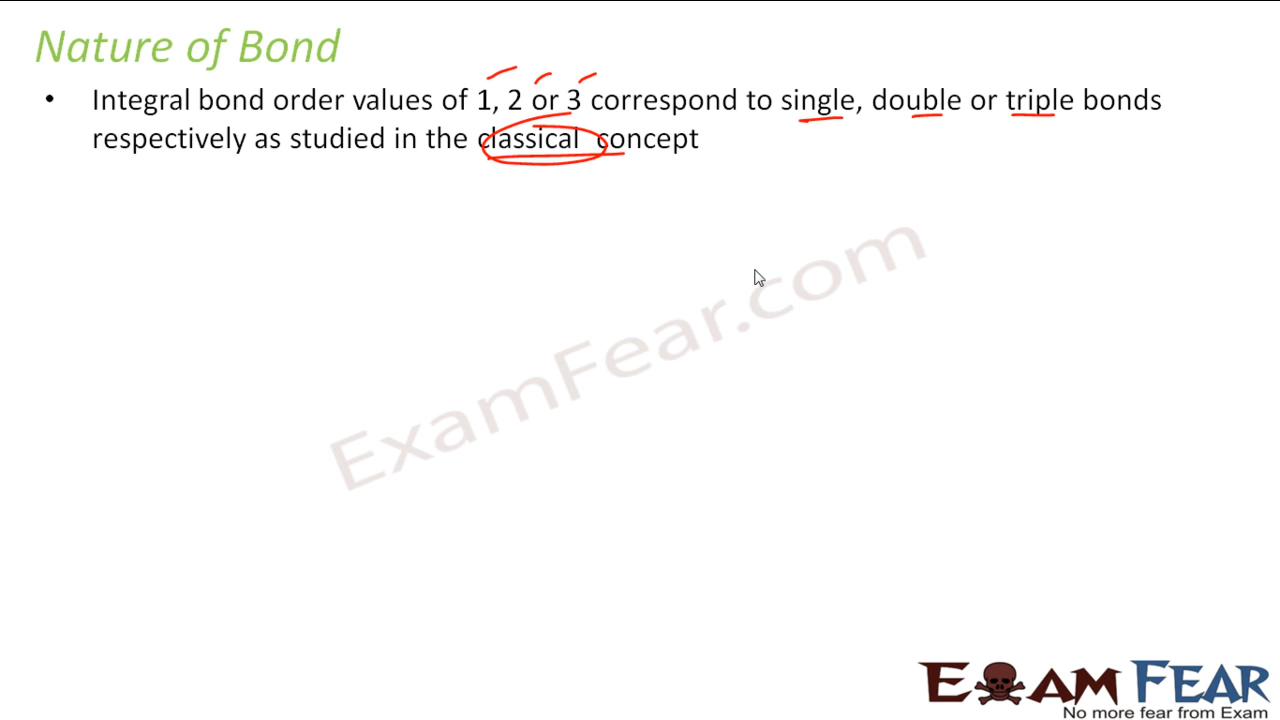 Nature of Bond
• Integral bond order values of 1, 2 or 3 correspond to single, double or triple bonds
respectively as studied in the classical concept
ExamFear.com
EXAM FEAR
No more fear from Exam